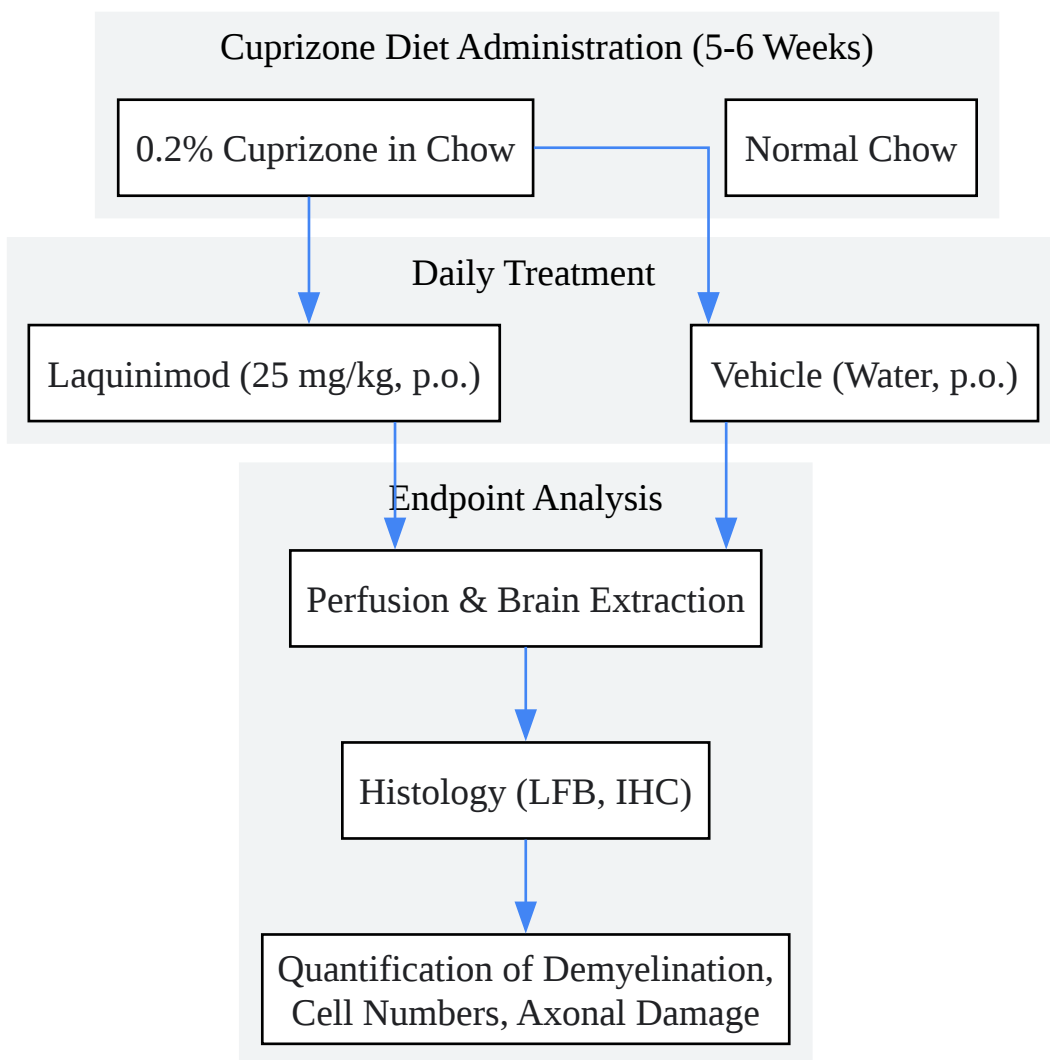 Cuprizone Diet Administration (5-6 Weeks)
0.2% Cuprizone in Chow
Normal Chow
Daily Treatment
Laquinimod (25 mg/kg, p.o.)
Vehicle (Water, p.o.)
Endpoint Analysis
Perfusion & Brain Extraction
Histology (LFB, IHC)
Quantification of Demyelination,
Cell Numbers, Axonal Damage